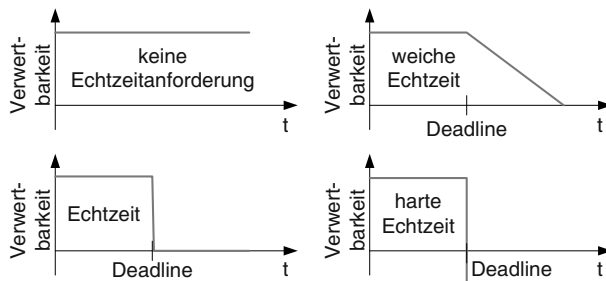 Verwert-
barkeit
keine
Echtzeitanforderung
t
Verwert-
barkeit
weiche
Echtzeit
Deadline
t
Verwert-
barkeit
Echtzeit
Deadline
t
Verwert-
barkeit
harte
Echtzeit
Deadline
t